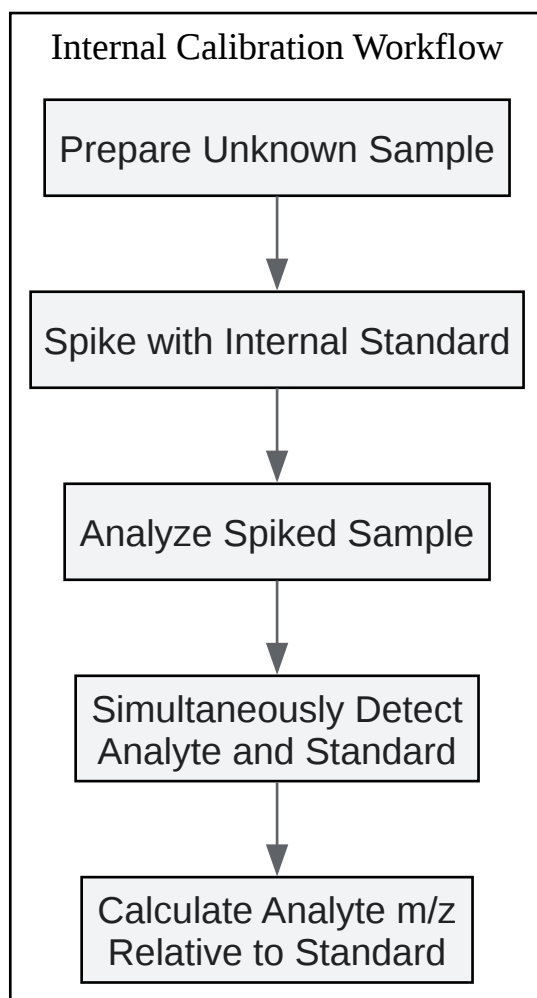 Internal Calibration Workflow
Prepare Unknown Sample
Spike with Internal Standard
Analyze Spiked Sample
Simultaneously Detect
Analyte and Standard
Calculate Analyte m/z
Relative to Standard